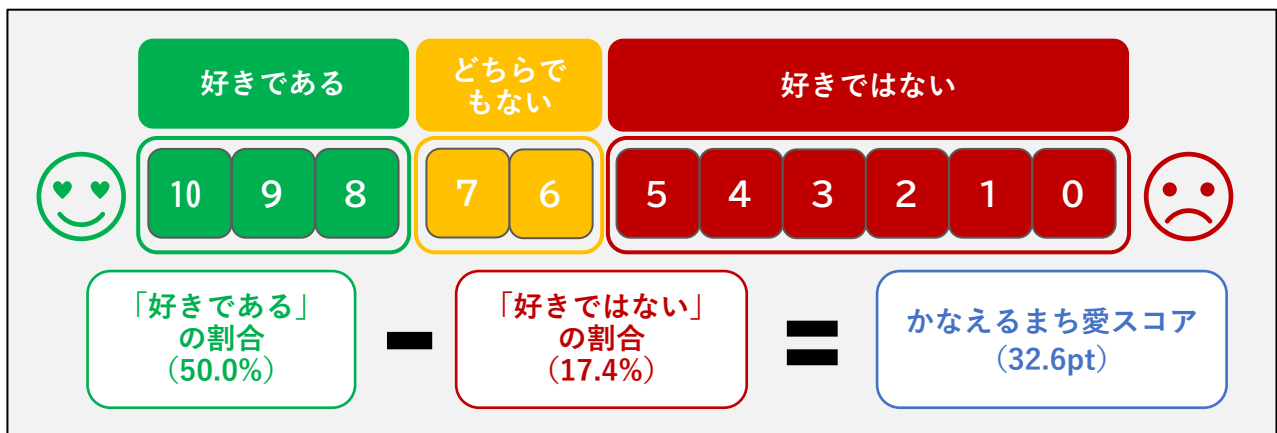 好きである
どちらで
もない
好きではない
10 9 8 7 6 5 4 3 2 1 0
「好きである」
の割合
（50.0%）
「好きではない」
の割合
（17.4%）
かなえるまち愛スコア
（32.6pt）